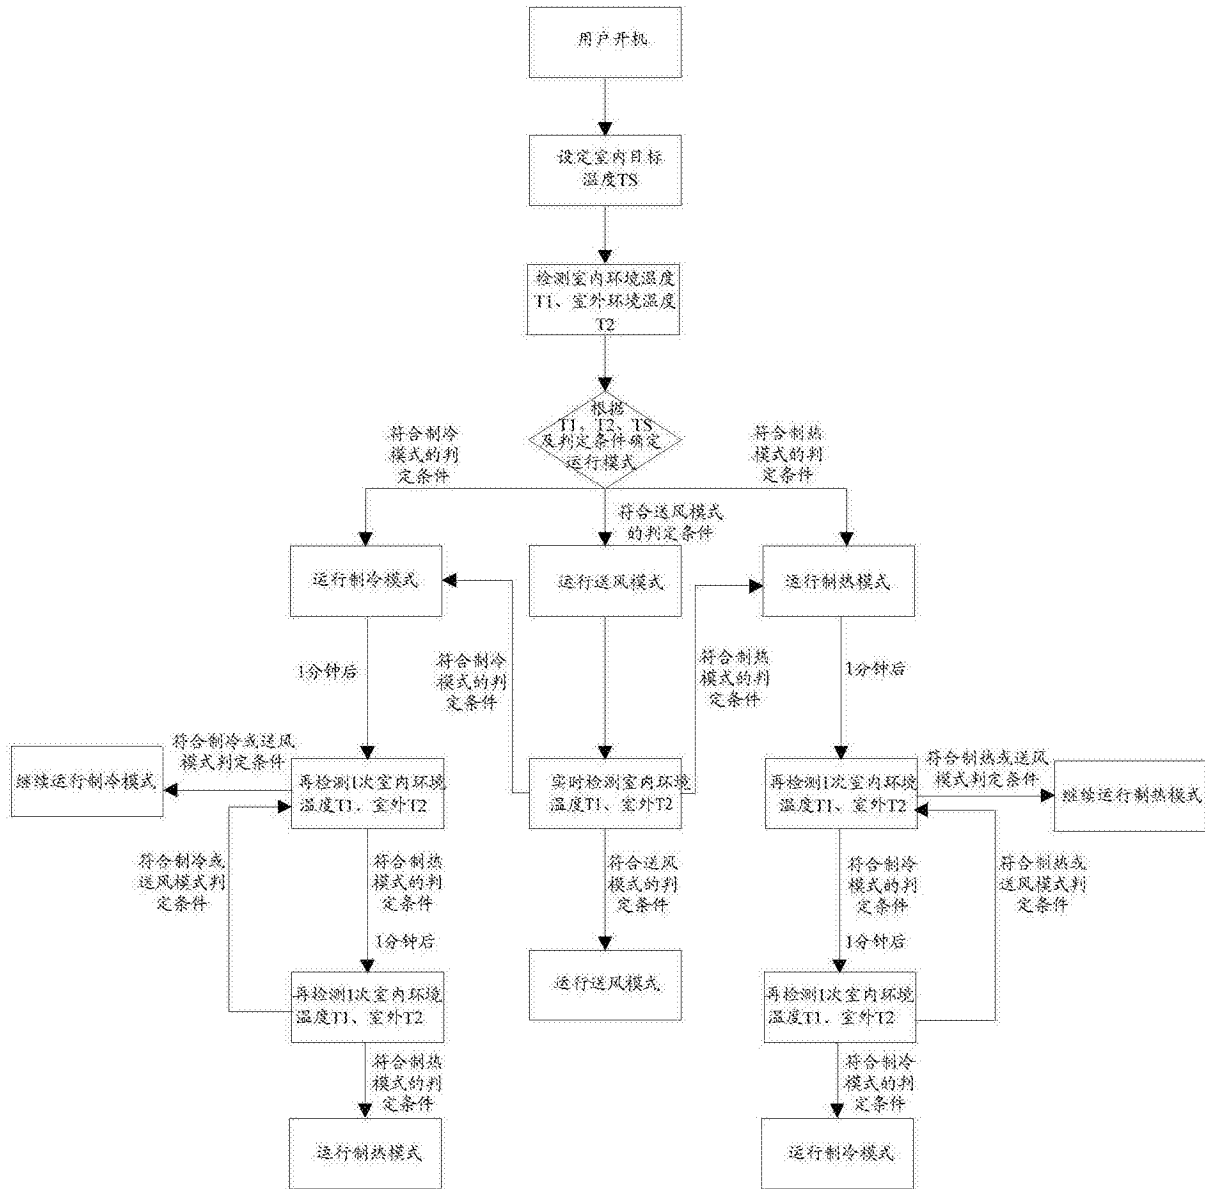 用户开机
设定室内目标
温度TS
检测室内环境温度
T1、室外环境温度
T2
根据
T1，T2、TS
及判定条件确定
运行模式
符合制冷
模式的判
定条件
符合送风模式
的判定条件
符合制热
模式的判
定条件
运行制冷模式
运行送风模式
运行制热模式
1分钟后
符合制冷
模式的判
定条件
符合制热
模式的判
定条件
1分钟后
符合制冷或送风
模式判定条件
继续运行制冷模式
再检测1次室内环境
温度T1，室外T2
实时检测室内环境
温度T1、室外T2
再检测1次室内环境
温度T1、室外T2
符合制热或送风
模式判定条件
继续运行制热模式
符合制冷或
送风模式判
定条件
符合制热
模式的判
定条件
1分钟后
符合送风
模式的判
定条件
符合制冷
模式的判
定条件
1分钟后
符合制热或
送风模式判
定条件
再检测1次室内环境
温度T1、室外T2
运行送风模式
再检测1次室内环境
温度T1，室外T2
符合制热
模式的判
定条件
符合制冷
模式的判
定条件
运行制热模式
运行制冷模式